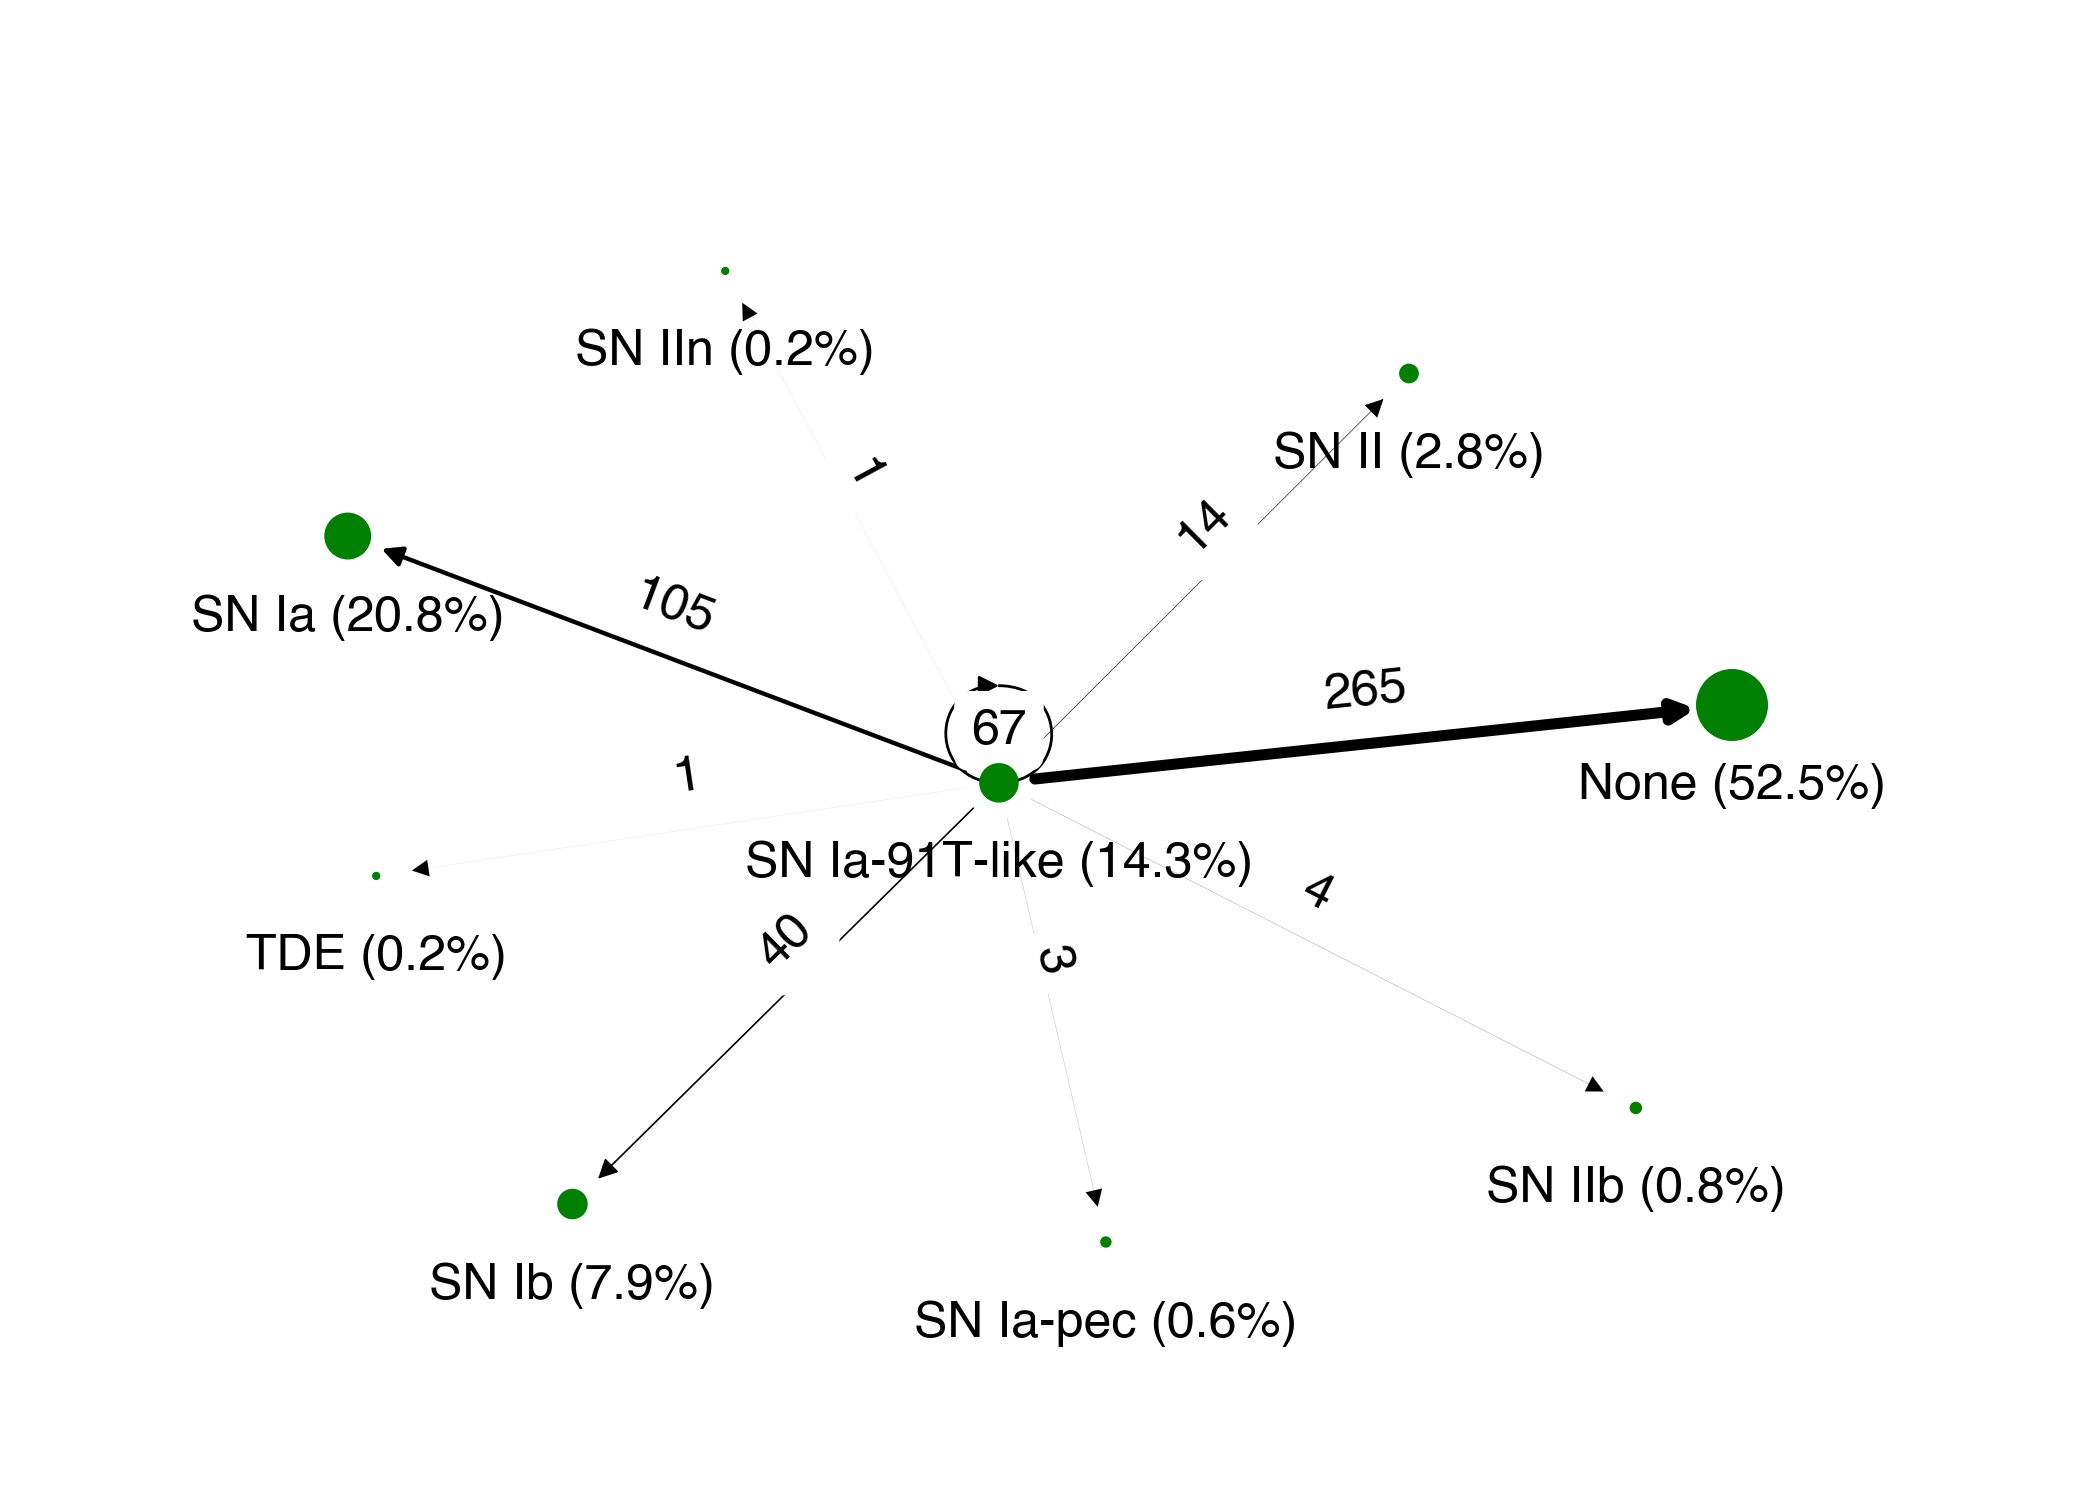 SN IIn (0.2%)
SN II (2.8%)
1
14
SN Ia (20.8%)
105
265
67
1
None (52.5%)
SN Ia-91T-like (14.3%)
4
TDE (0.2%)
40
3
SN IIb (0.8%)
SN Ib (7.9%)
SN Ia-pec (0.6%)